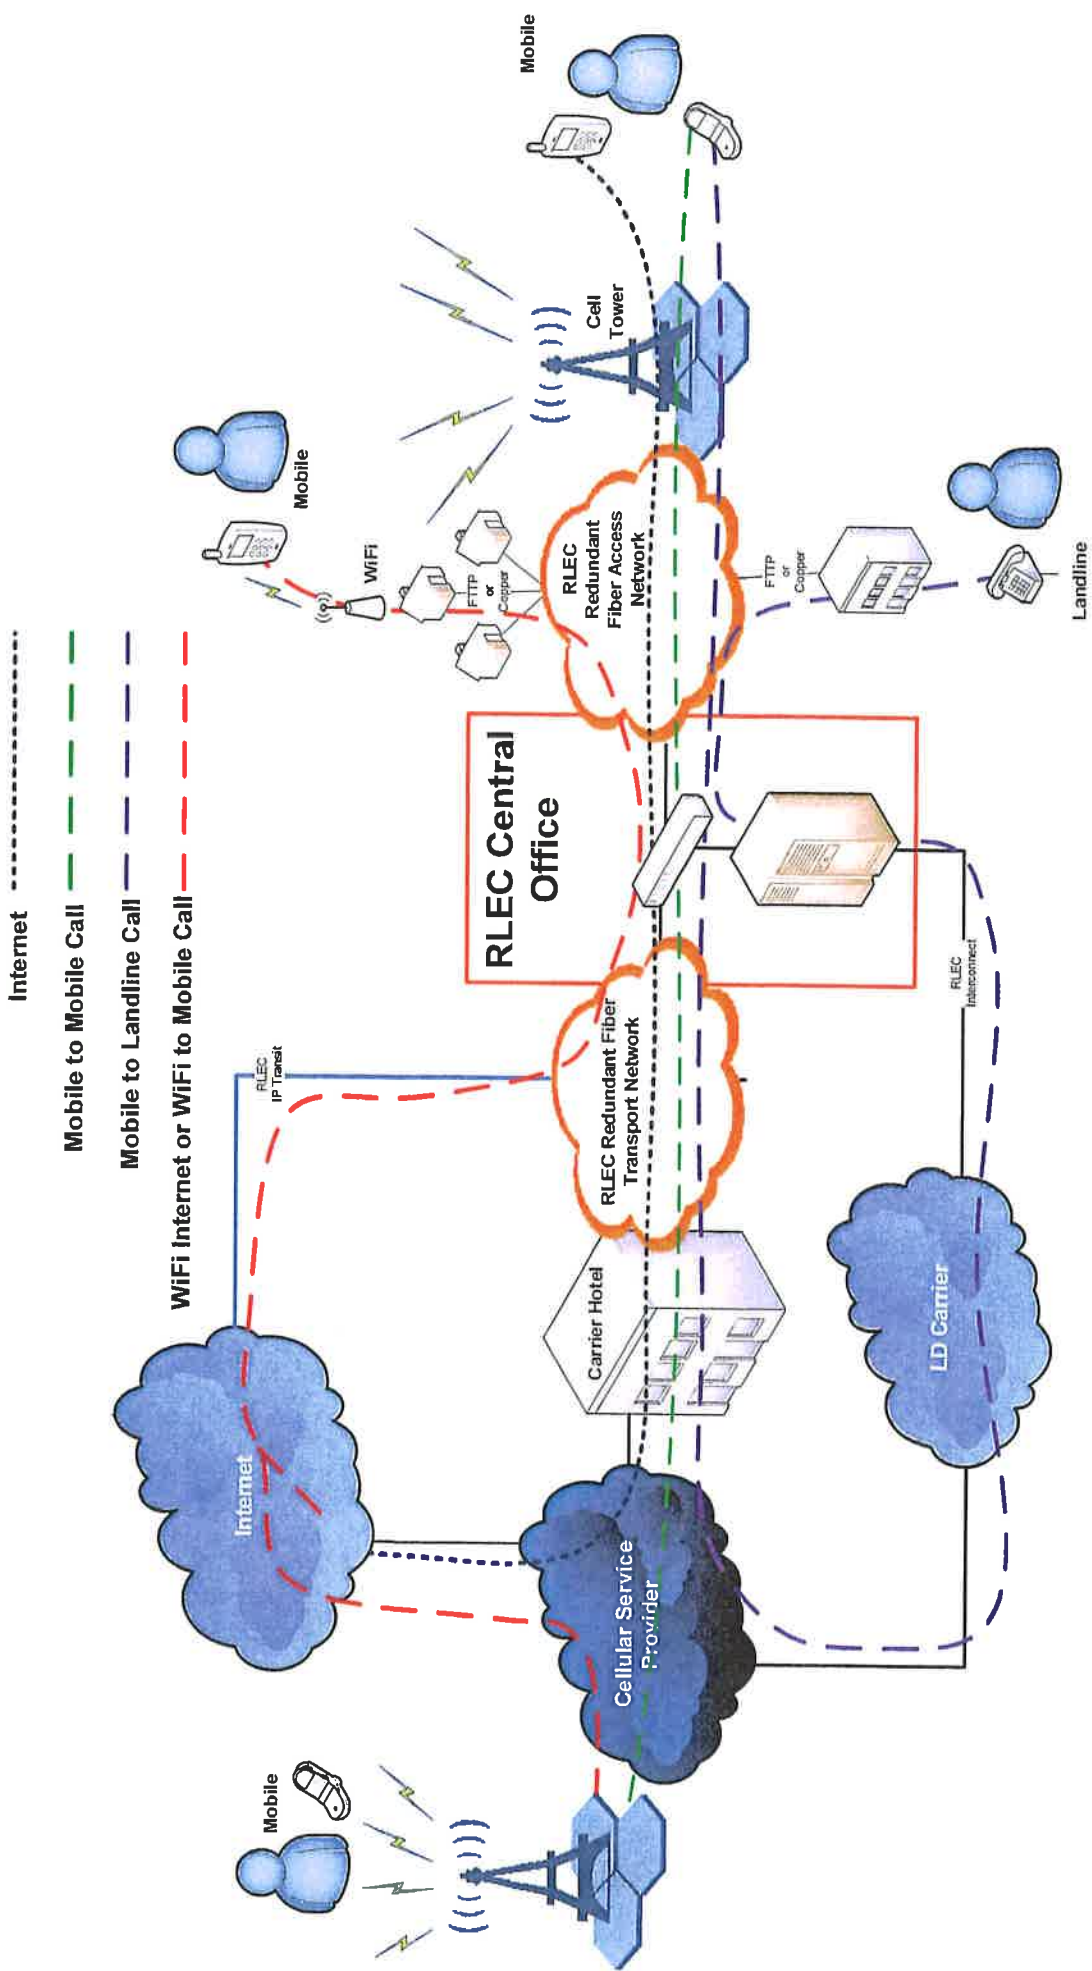 Internet
Mobile to Mobile Call
Mobile to Landline Call
WiFi Internet or WiFi to Mobile Call
Mobile
Internet
RLEC
IP Transit
Cellular Service
Provider
Carrier Hotel
RLEC Redundant Fiber
Transport Network
RLEC Central
Office
RLEC
Redundant
Fiber Access
Network
FTTP
or
Copper
WiFi
Mobile
Cell
Tower
Mobile
FTTP
or
Copper
Landline
RLEC
Interconnect
LD Carrier